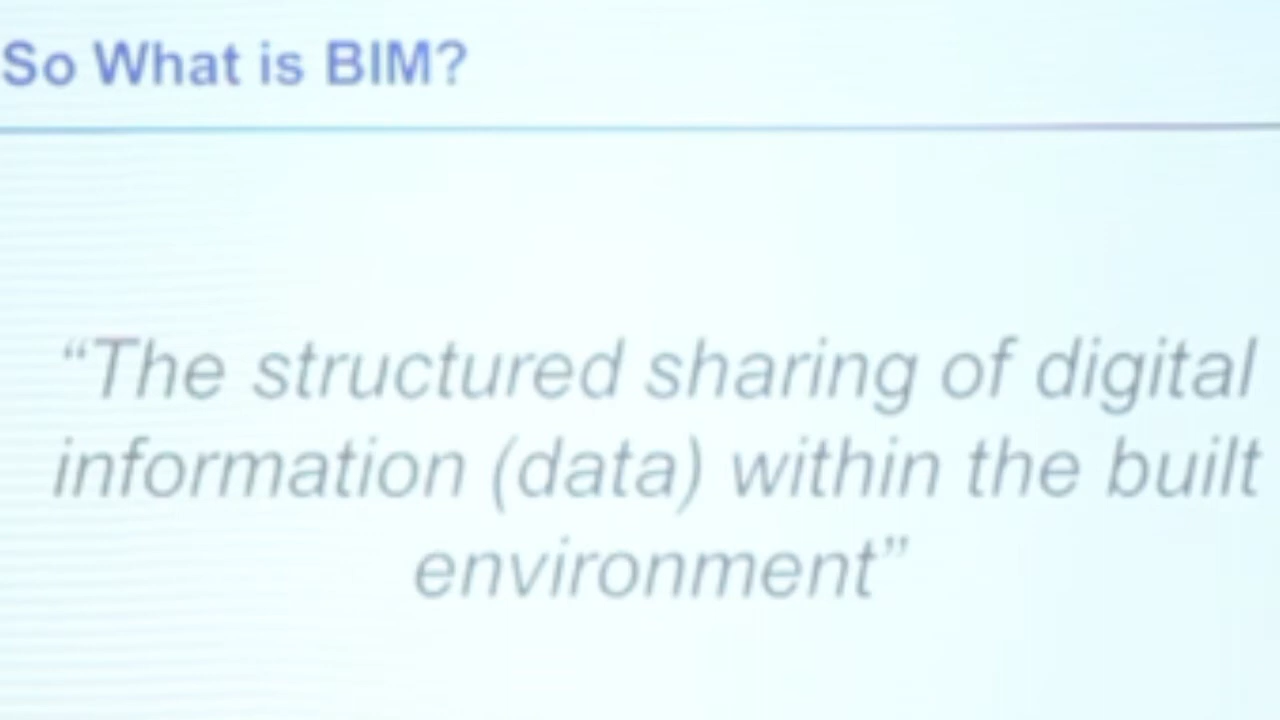 So What is BIM?
“The structured sharing of digital
information (data) within the built
environment”